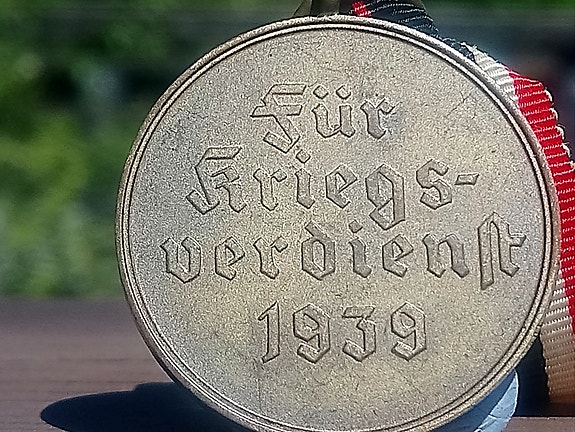 Für
Kriegs-
verdienſt
1939